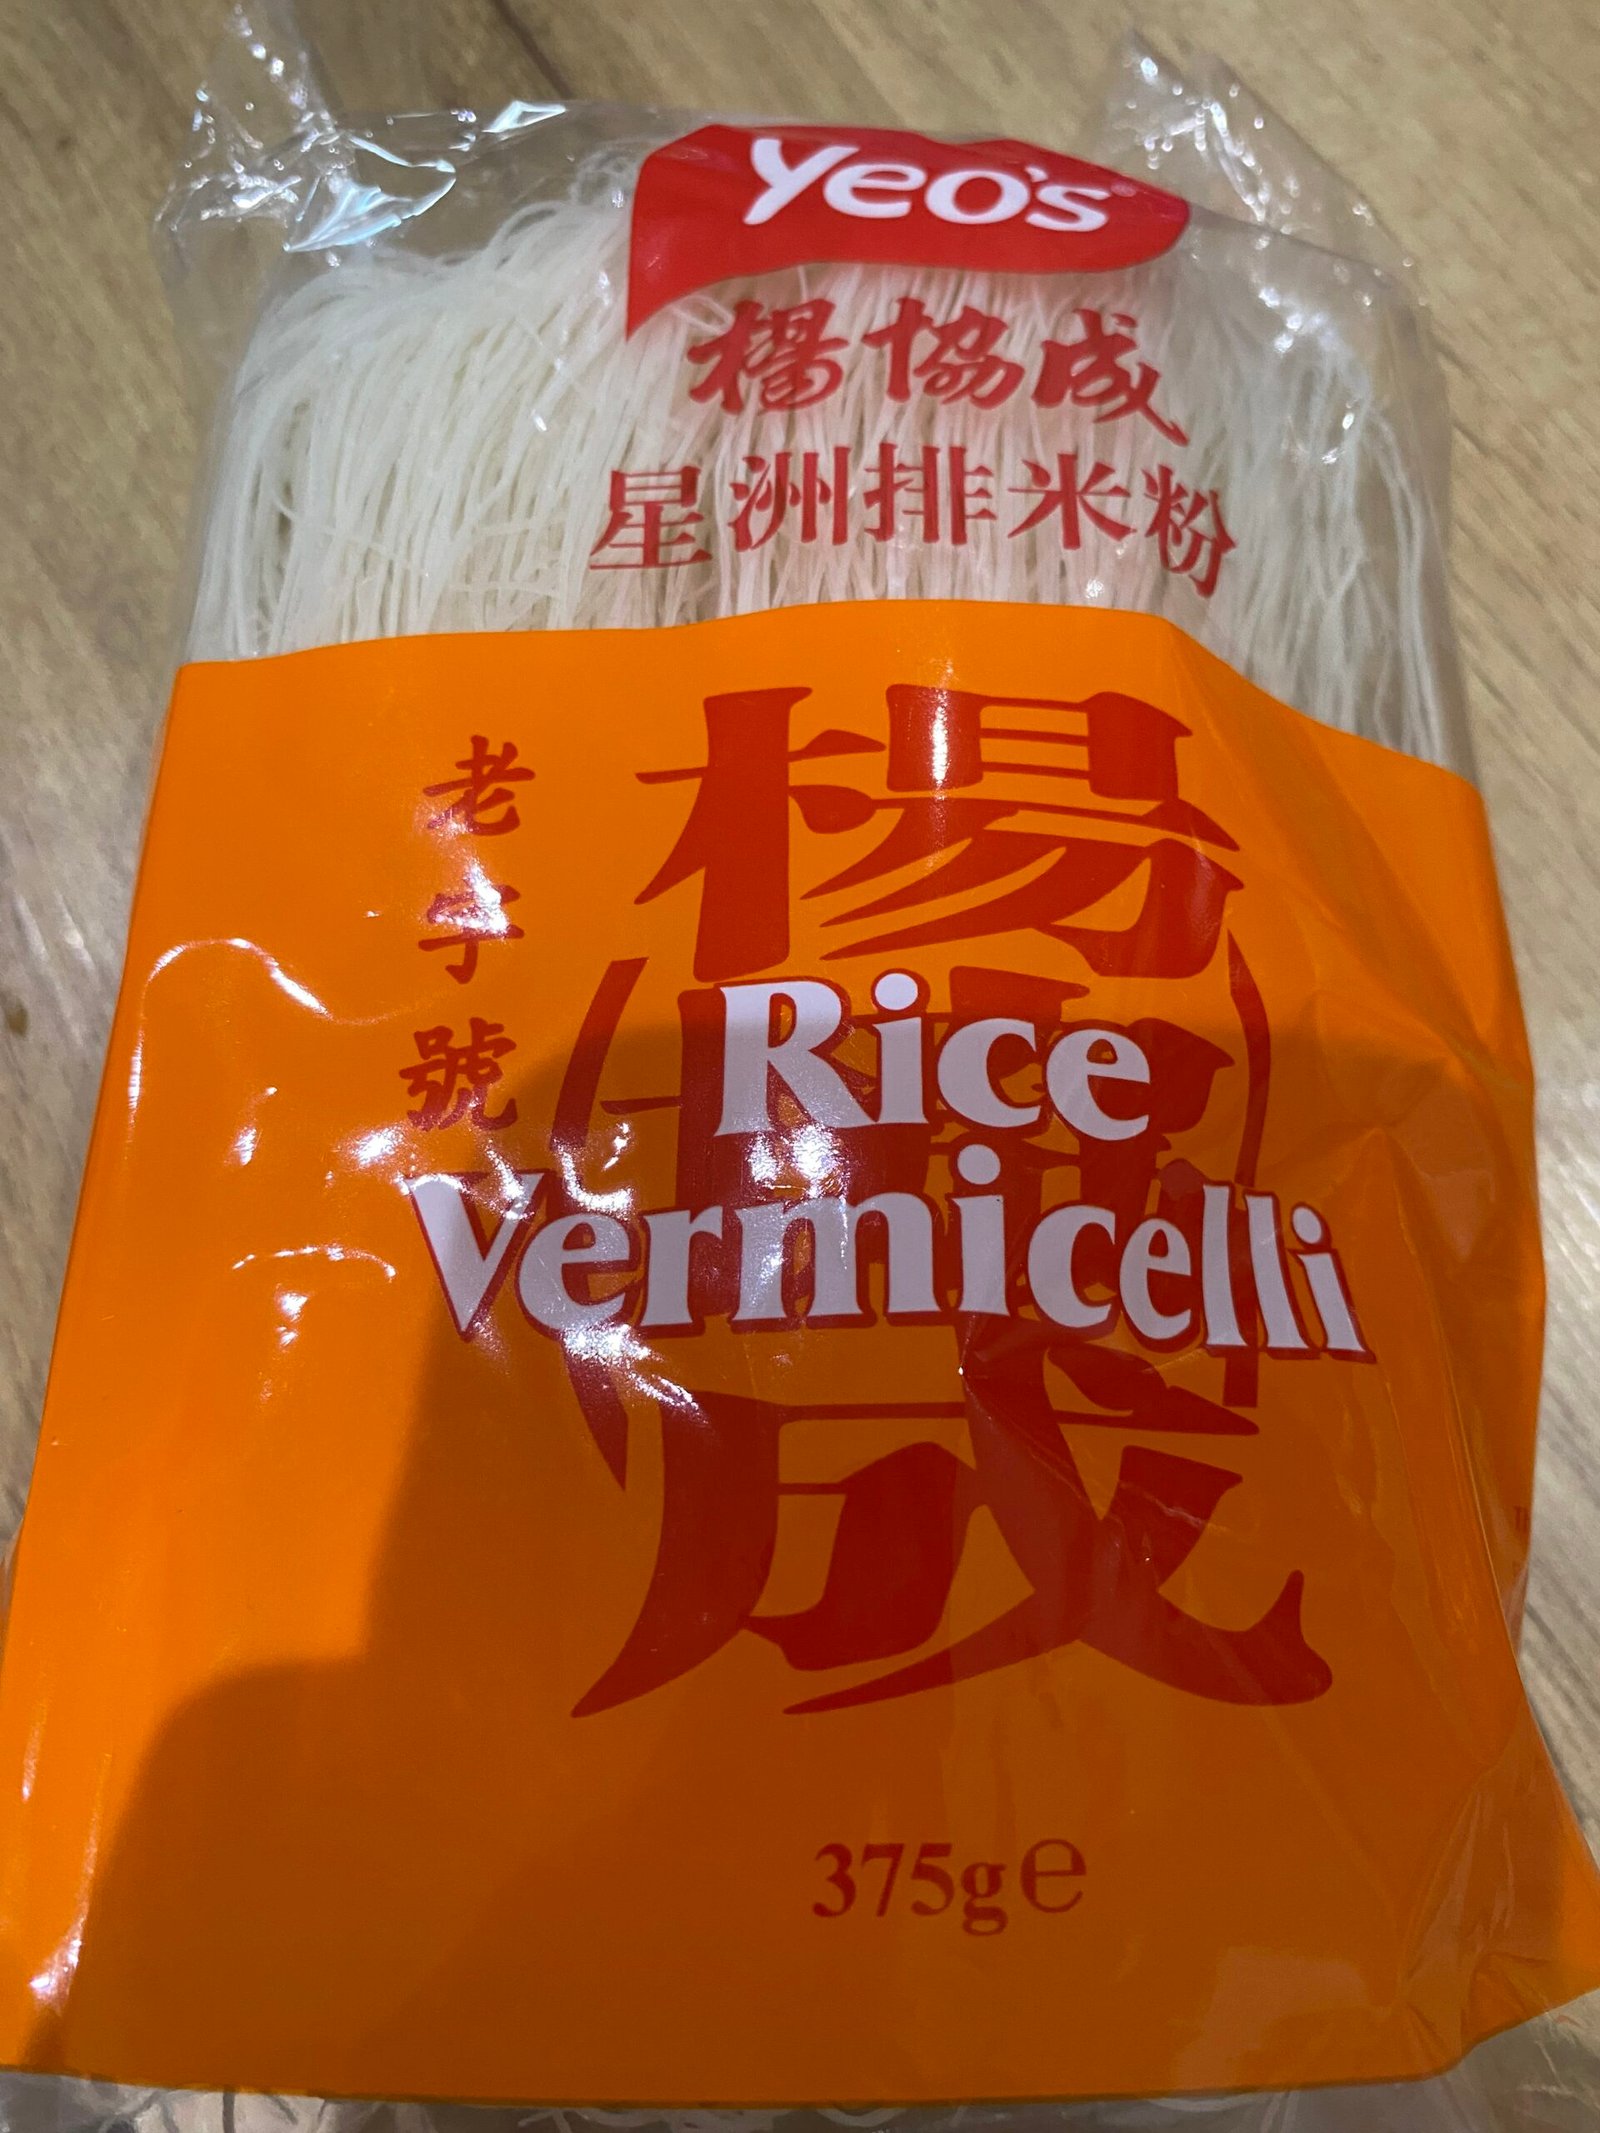 Yeo's®
楊協成
星洲排米粉
老字號
楊協成
Rice
Vermicelli
375g℮